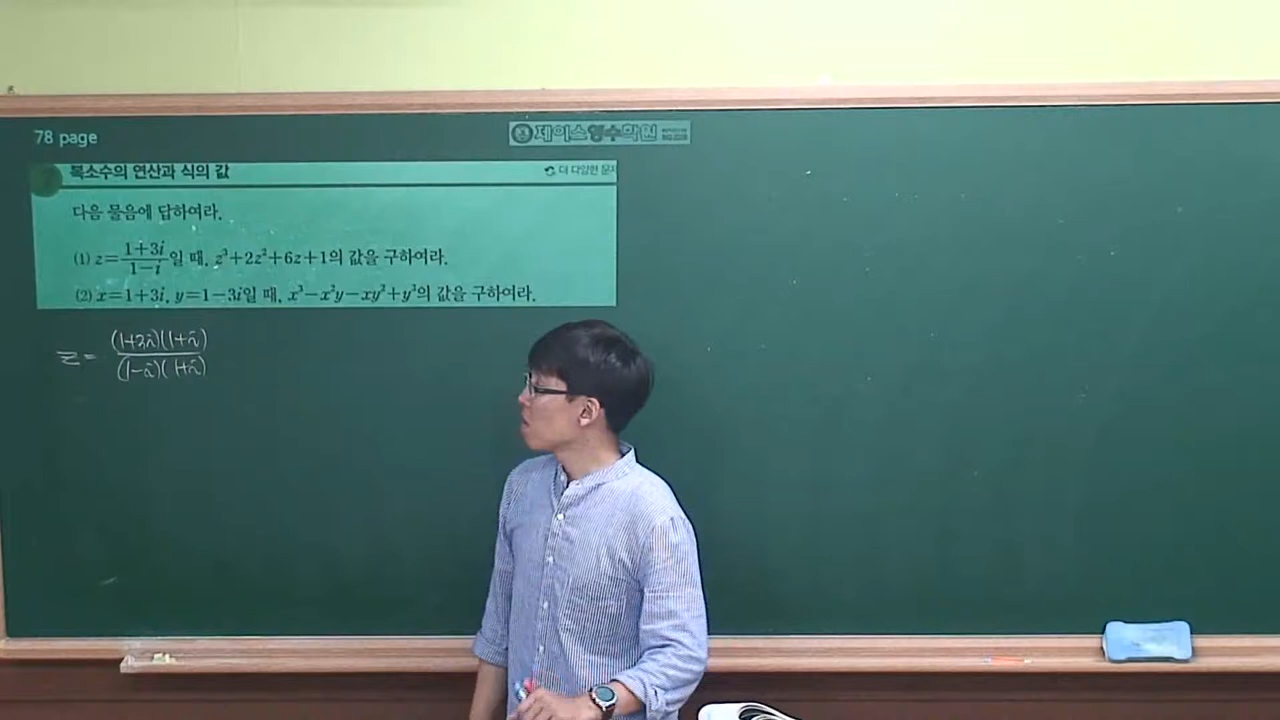 78 page
제이스영수학원
복소수의 연산과 식의 값
더 다양한 문제
다음 물음에 답하여라.
(1) z=\frac{1+3i}{1-i}일 때, z³+2z²+6z+1의 값을 구하여라.
(2) x=1+3i, y=1-3i일 때, x³-x²y-xy²+y³의 값을 구하여라.
z=\frac{(1+3i)(1+i)}{(1-i)(1+i)}